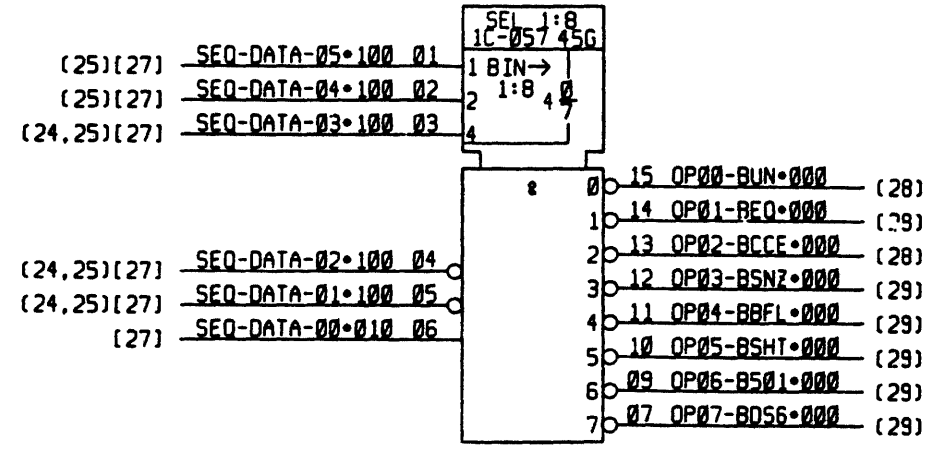 SEL 1:8
1C-057 45G
(25)[27] SEQ-DATA-05•100 01
1 BIN→
(25)[27] SEQ-DATA-04•100 02
2 1:8 4 0
7
(24,25)[27] SEQ-DATA-03•100 03
4
&
0 15 OP00-BUN•000 (28)
1 14 OP01-BEQ•000
2 13 OP02-BCCE•000 (28)
(24,25)[27] SEQ-DATA-02•100 04
3 12 OP03-BSNZ•000 (29)
(24,25)[27] SEQ-DATA-01•100 05
4 11 OP04-BBFL•000 (29)
[27] SEQ-DATA-00•010 06
5 10 OP05-BSHT•000 (29)
6 09 OP06-B501•000 (29)
7 07 OP07-BDS6•000 (29)